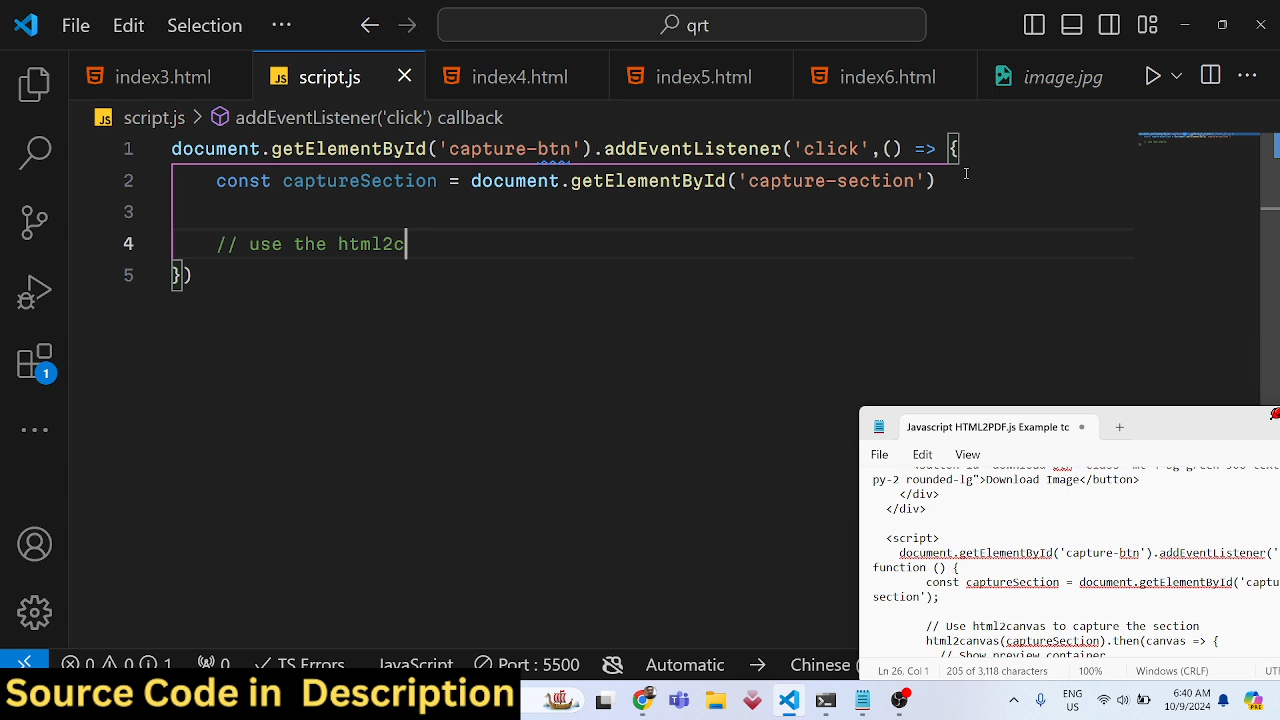 File Edit Selection ··· qrt
index3.html script.js index4.html index5.html index6.html image.jpg
script.js > addEventListener('click') callback
1 document.getElementById('capture-btn').addEventListener('click',() => {
2 const captureSection = document.getElementById('capture-section')
3
4 // use the html2c
5 })
1
Javascript HTML2PDF.js Example to
File Edit View
py-2 rounded-lg">Download Image</button>
</div>
</div>
<script>
document.getElementById('capture-btn').addEventListener('
function () {
const captureSection = document.getElementById('captu
section');
// Use html2canvas to capture the section
html2canvas(captureSection).then(canvas => {
// Show preview container
Ln 26, Col 1 205 of 3,118 characters 100% Windows (CRLF) UT
0 0 1 0 TS Errors JavaScript Port : 5500 Automatic Chinese (
Source Code in Description
ENG US 6:40 AM 10/9/2024